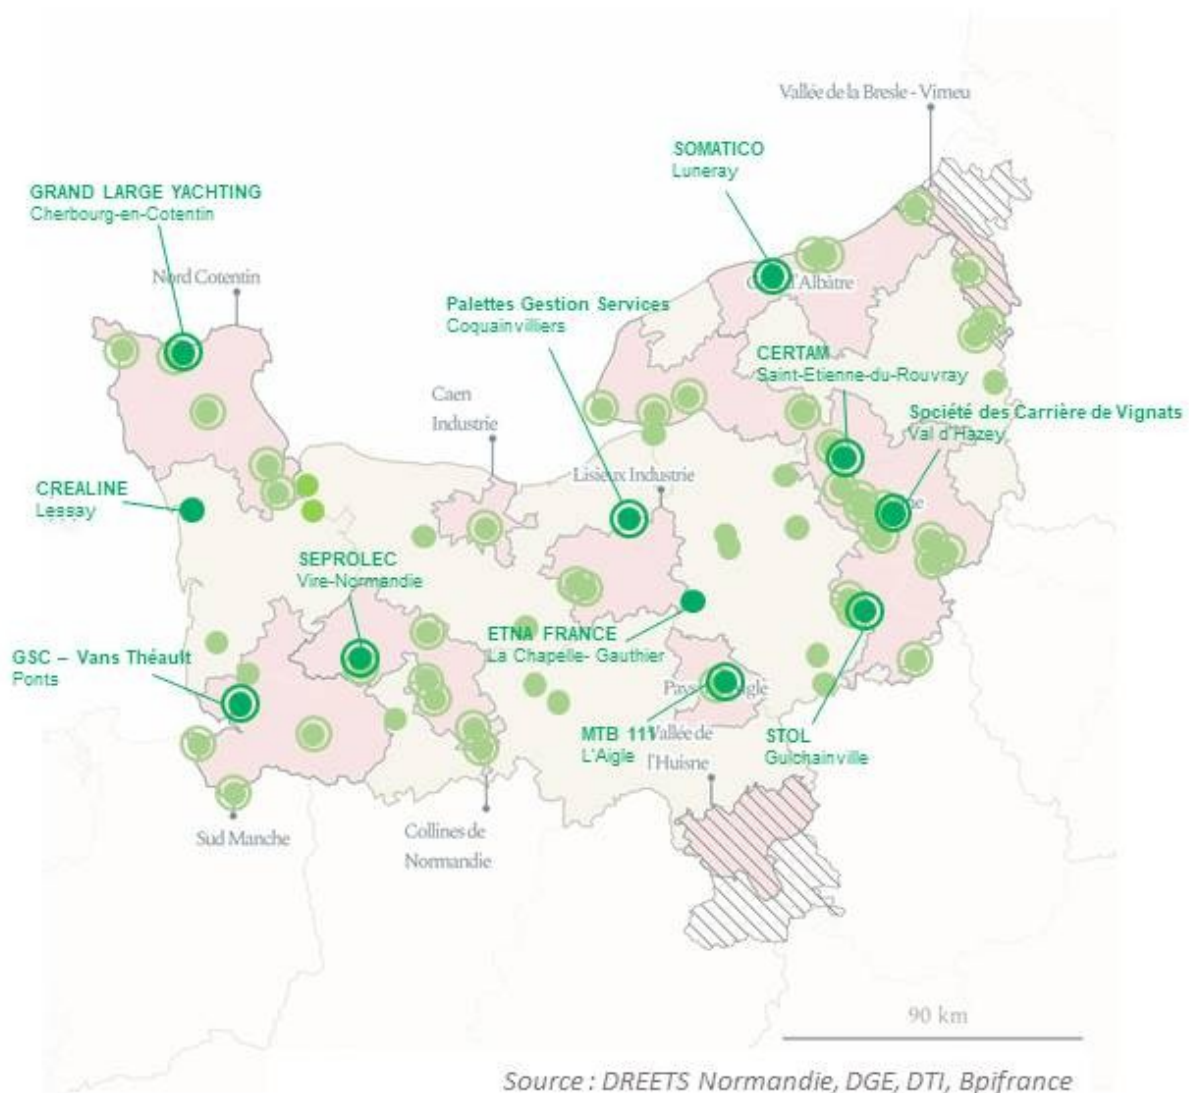 Vallée de la Bresle - Vimeu
SOMATICO
Luneray
GRAND LARGE YACHTING
Cherbourg-en-Cotentin
Nord Cotentin
d'Albâtre
Palettes Gestion Services
Coquainvilliers
CERTAM
Saint-Etienne-du-Rouvray
Caen
Industrie
Société des Carrière de Vignats
Val d'Hazey
Lisieux Industrie
CREALINE
Lessay
SEPROLEC
Vire-Normandie
ETNA FRANCE
La Chapelle- Gauthier
GSC – Vans Théault
Ponts
Pays
MTB 111
L'Aigle
Vallée de
l'Huisne
STOL
Guichainville
Sud Manche
Collines de
Normandie
90 km
Source : DREETS Normandie, DGE, DTI, Bpifrance